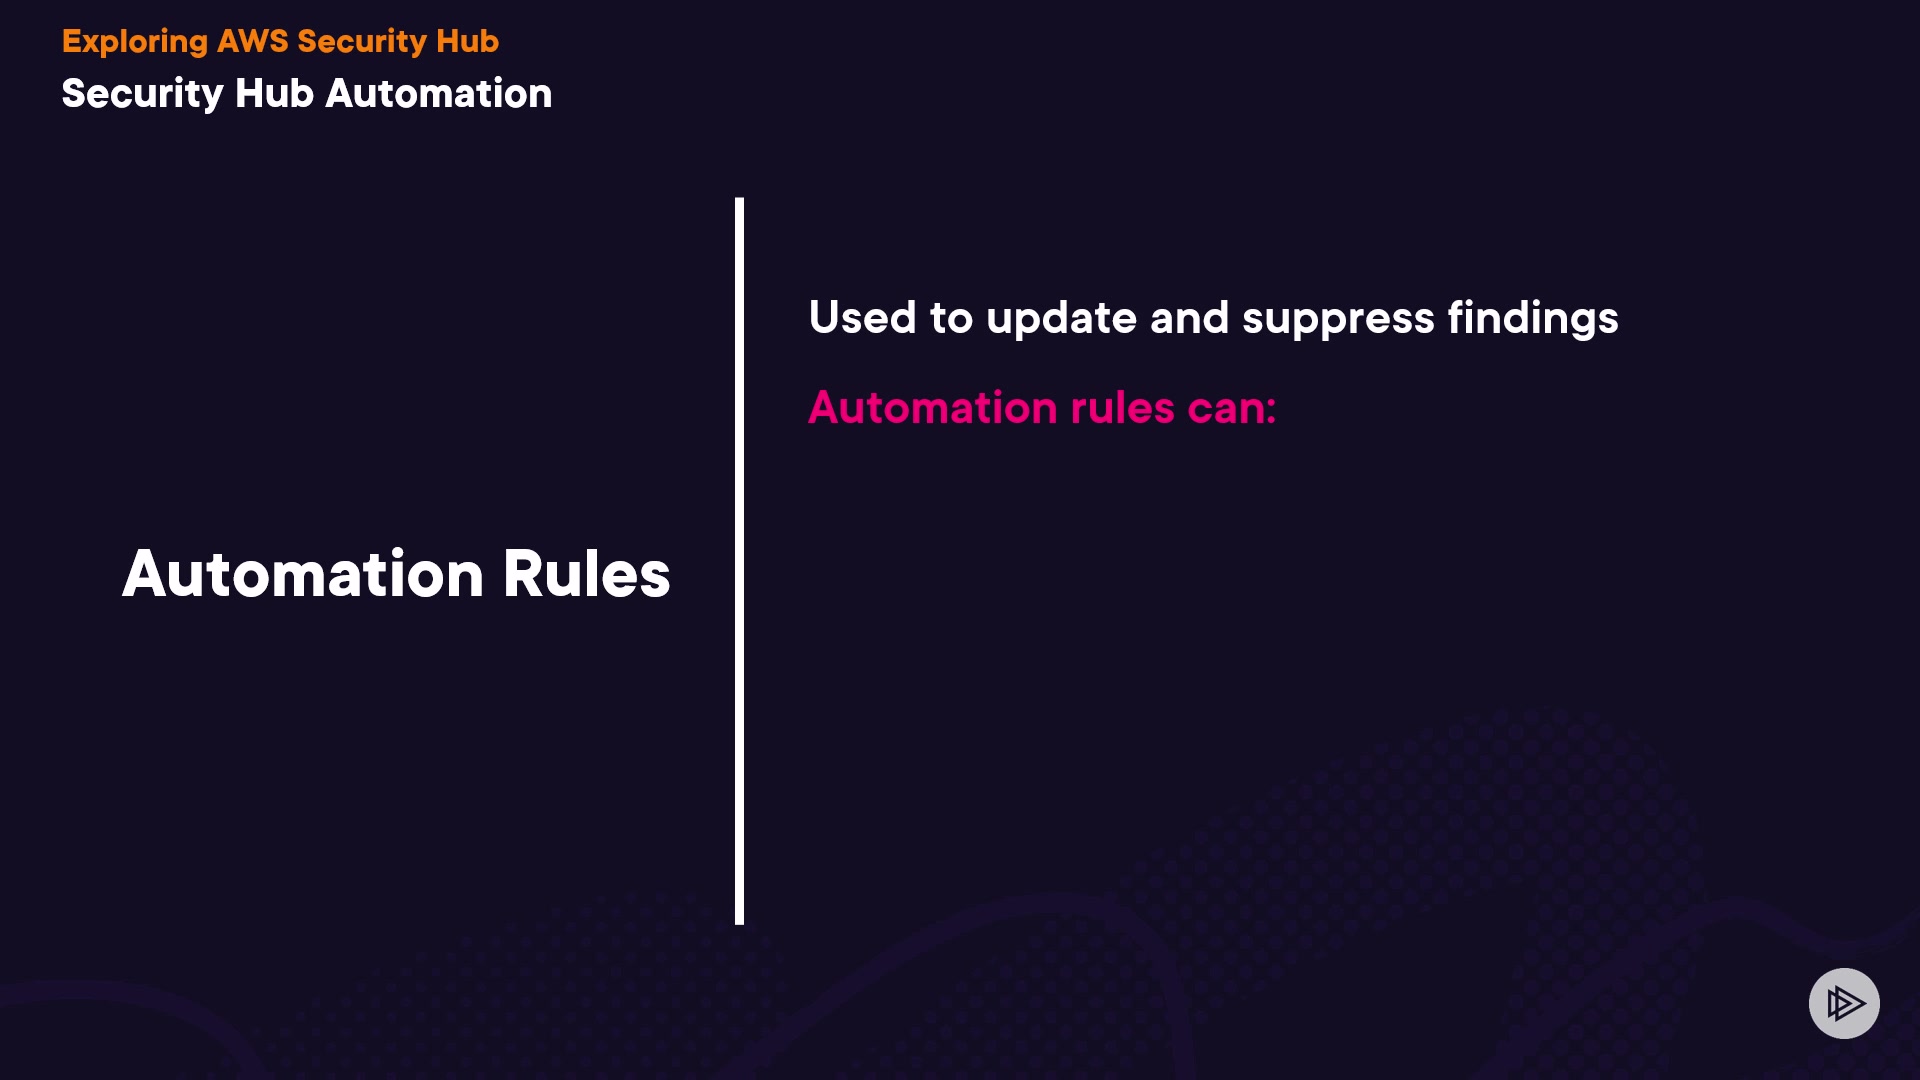 Exploring AWS Security Hub
Security Hub Automation
Automation Rules
Used to update and suppress findings
Automation rules can: